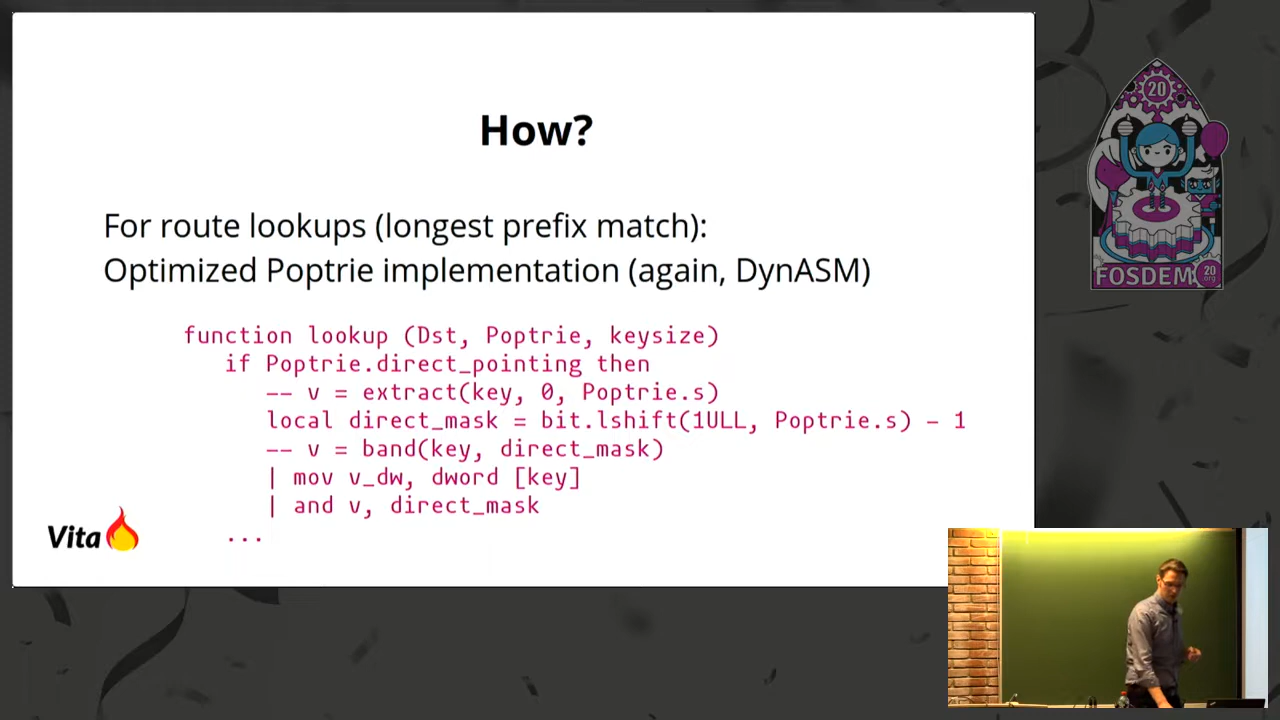 How?
For route lookups (longest prefix match):
Optimized Poptrie implementation (again, DynASM)
function lookup (Dst, Poptrie, keysize)
if Poptrie.direct_pointing then
-- v = extract(key, 0, Poptrie.s)
local direct_mask = bit.lshift(1ULL, Poptrie.s) - 1
-- v = band(key, direct_mask)
| mov v_dw, dword [key]
| and v, direct_mask
...
Vita
20
FOSDEM
20
.org